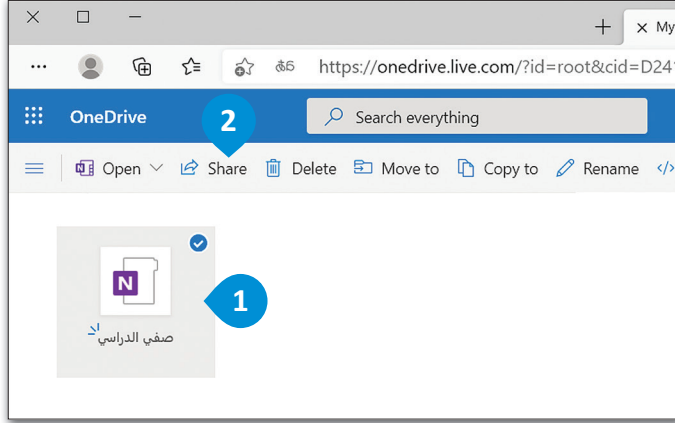 My
https://onedrive.live.com/?id=root&cid=D24
OneDrive
2
Search everything
Open
Share
Delete
Move to
Copy to
Rename
N
1
صفي الدراسي